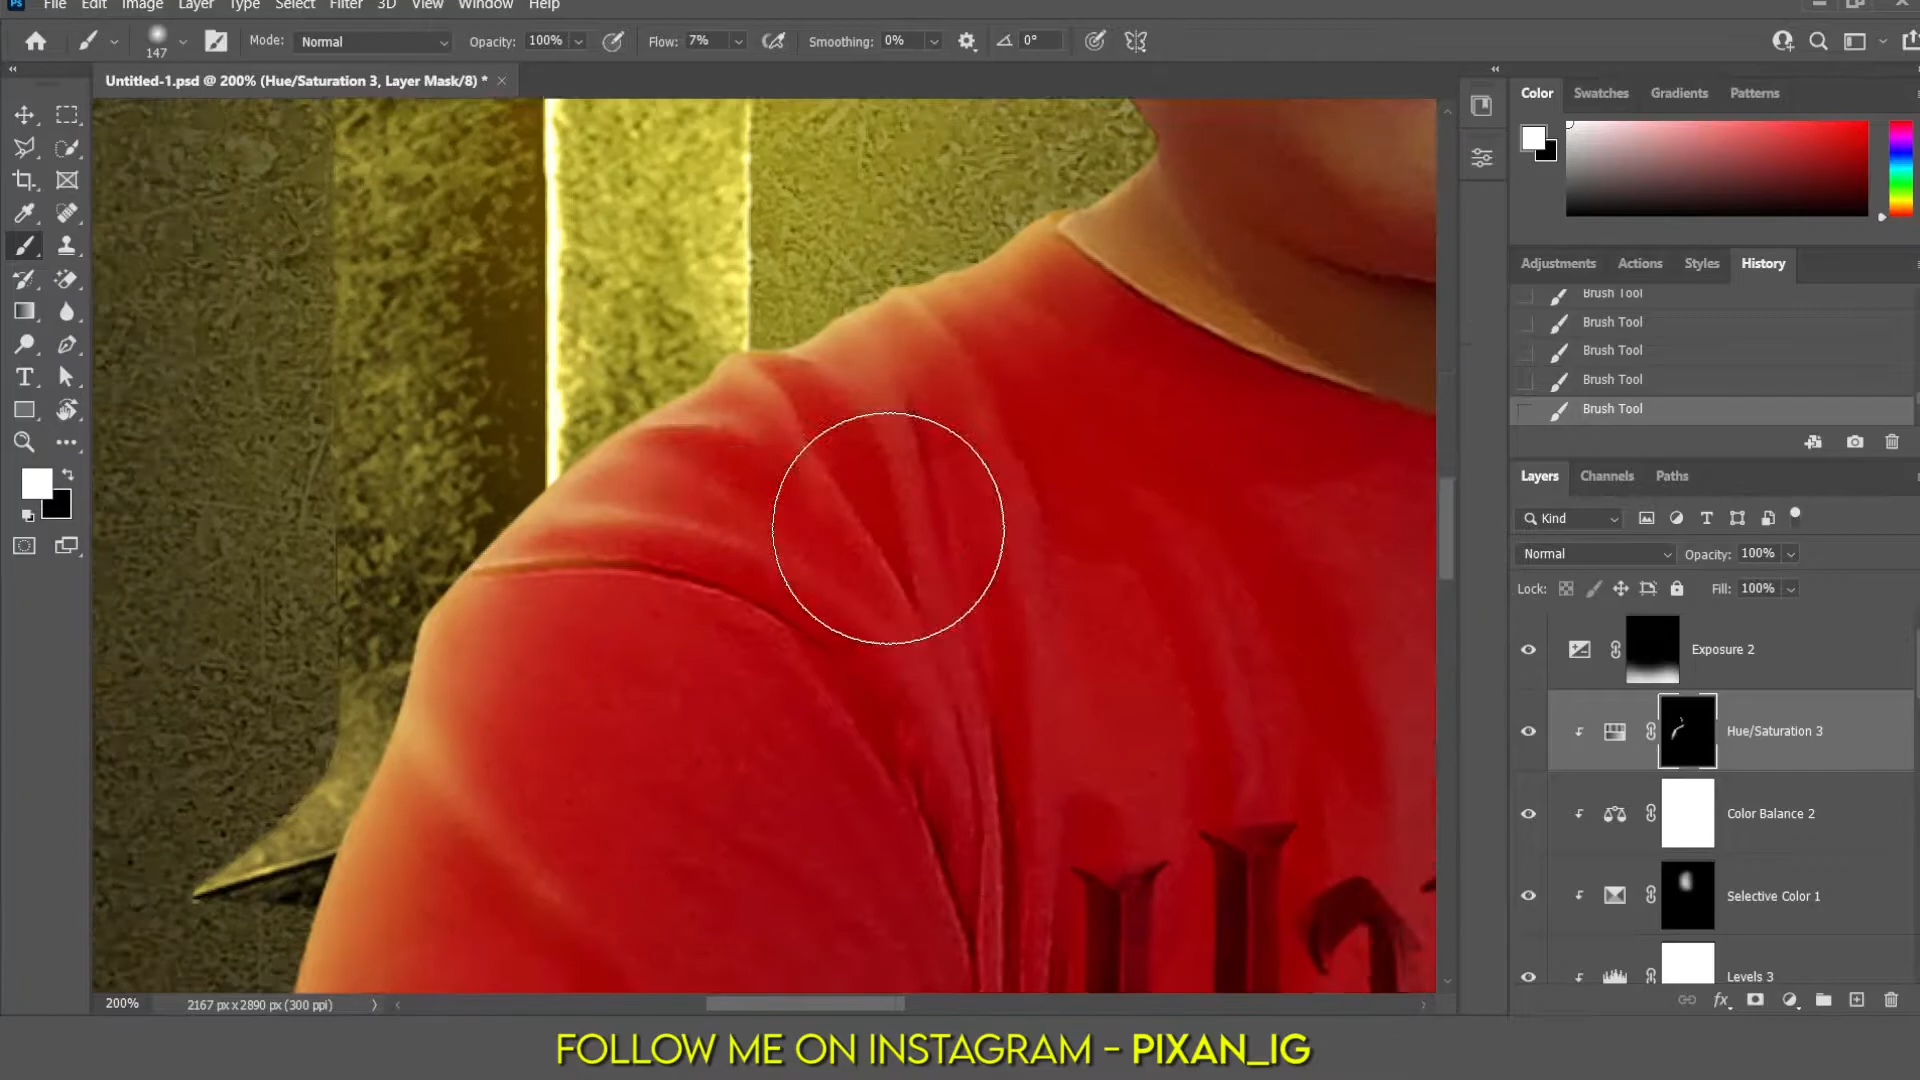 File Edit Image Layer Type Select Filter 3D View Window Help
147 Mode: Normal Opacity: 100% Flow: 7% Smoothing: 0% 0°
Untitled-1.psd @ 200% (Hue/Saturation 3, Layer Mask/8) *
Color Swatches Gradients Patterns
Adjustments Actions Styles History
Brush Tool
Brush Tool
Brush Tool
Brush Tool
Brush Tool
Layers Channels Paths
Kind
Normal Opacity: 100%
Lock: Fill: 100%
Exposure 2
Hue/Saturation 3
Color Balance 2
Selective Color 1
Levels 3
200% 2167 px x 2890 px (300 ppi)
FOLLOW ME ON INSTAGRAM - PIXAN_IG